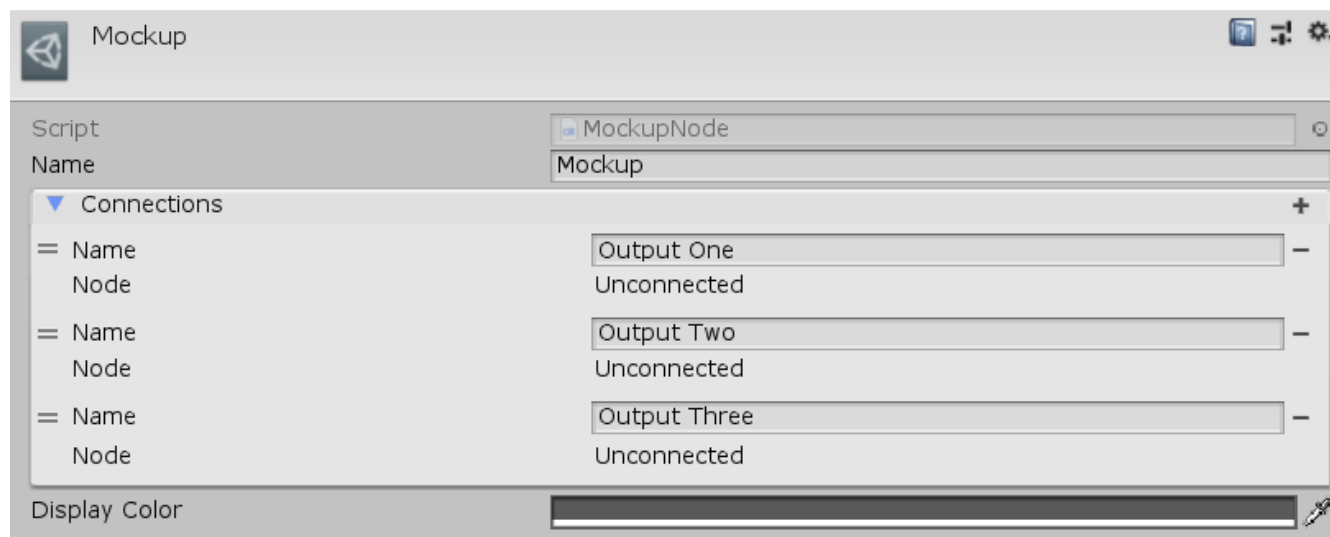 Mockup
Script MockupNode
Name Mockup
Connections
Name Output One
Node Unconnected
Name Output Two
Node Unconnected
Name Output Three
Node Unconnected
Display Color